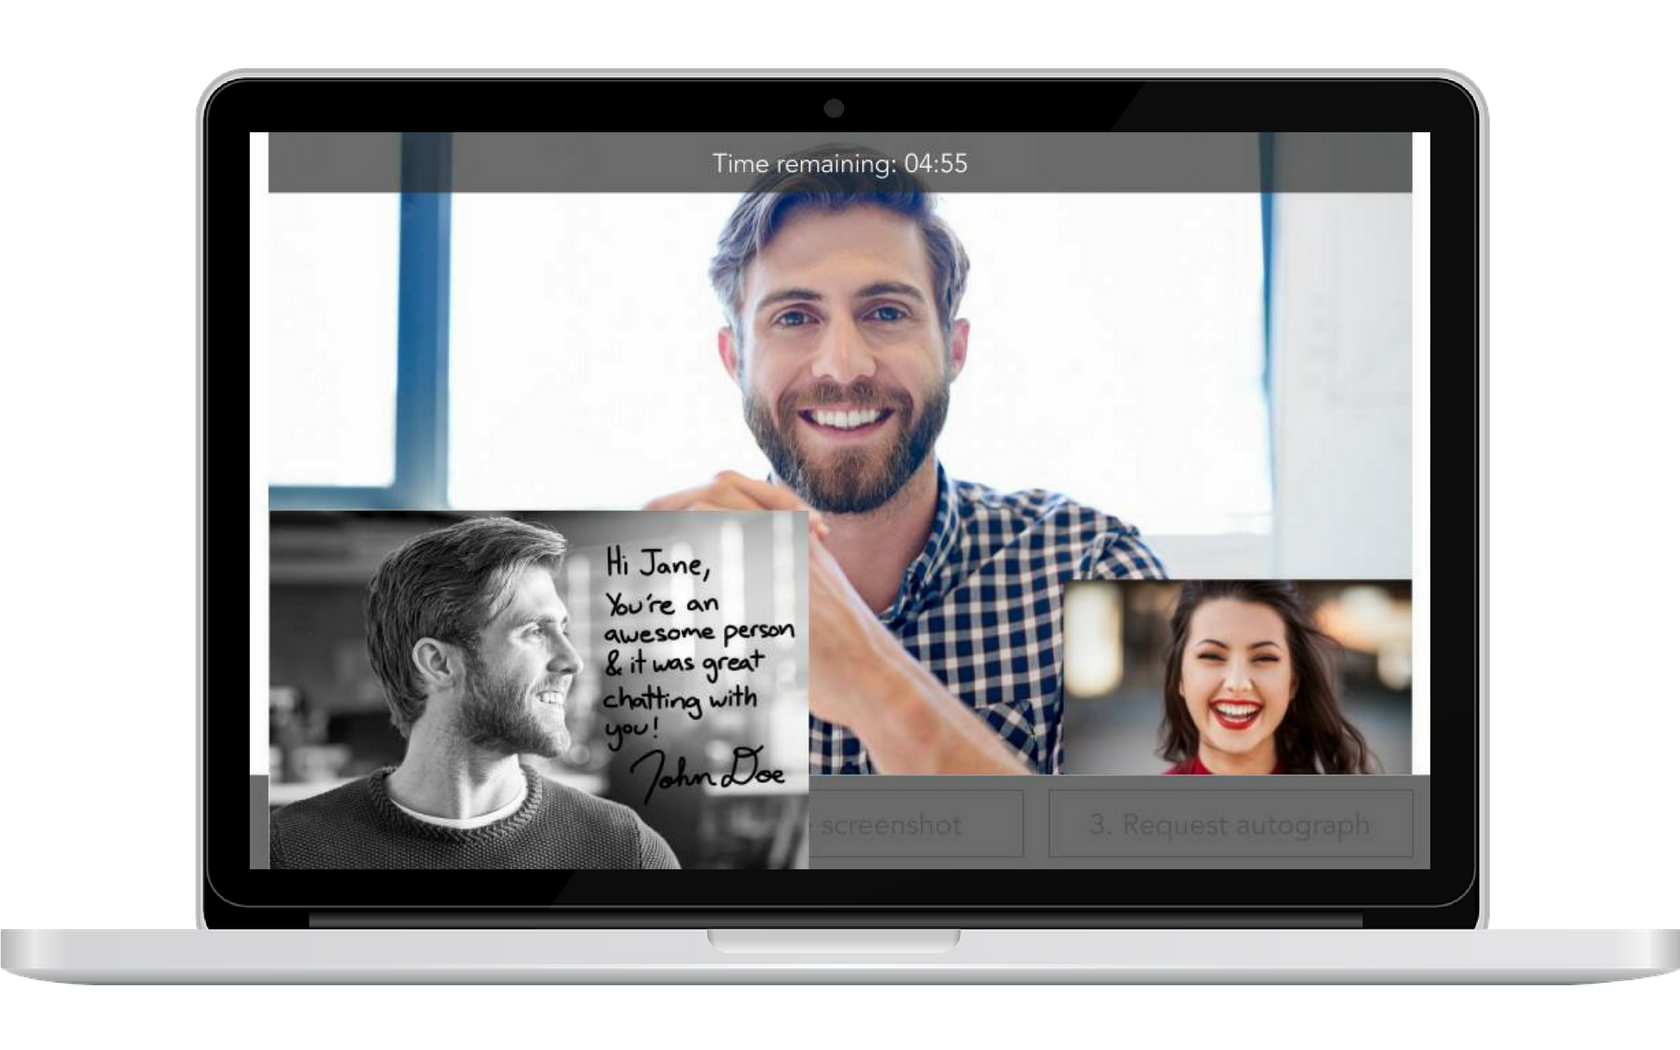 Time remaining: 04:55
Hi Jane,
You're an
awesome person
& it was great
chatting with
you!
John Doe
screenshot
3. Request autograph